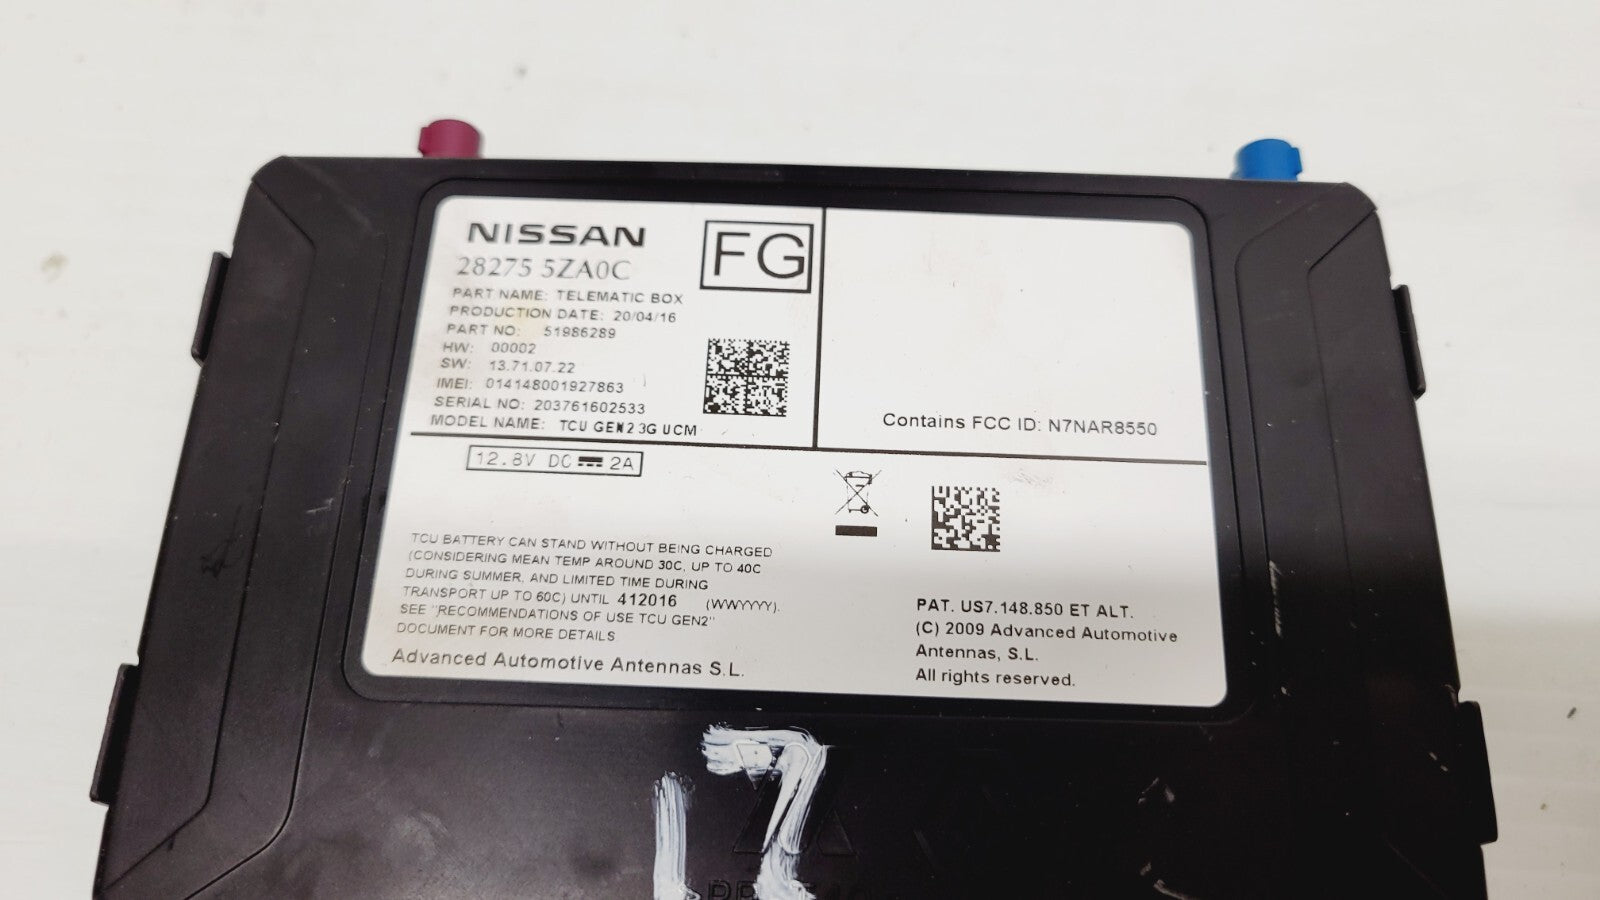 NISSAN
FG
28275 5ZA0C
PART NAME: TELEMATIC BOX
PRODUCTION DATE: 20/04/16
PART NO: 51986289
HW: 00002
SW: 13.71.07.22
IMEI: 014148001927863
SERIAL NO: 203761602533
MODEL NAME: TCU GEN2 3G UCM
Contains FCC ID: N7NAR8550
12.8V DC 2A
TCU BATTERY CAN STAND WITHOUT BEING CHARGED
(CONSIDERING MEAN TEMP AROUND 30C, UP TO 40C
DURING SUMMER, AND LIMITED TIME DURING
TRANSPORT UP TO 60C) UNTIL 412016 (WWYYYY).
SEE "RECOMMENDATIONS OF USE TCU GEN2"
DOCUMENT FOR MORE DETAILS
Advanced Automotive Antennas S.L.
PAT. US7.148.850 ET ALT.
(C) 2009 Advanced Automotive
Antennas, S.L.
All rights reserved.
17